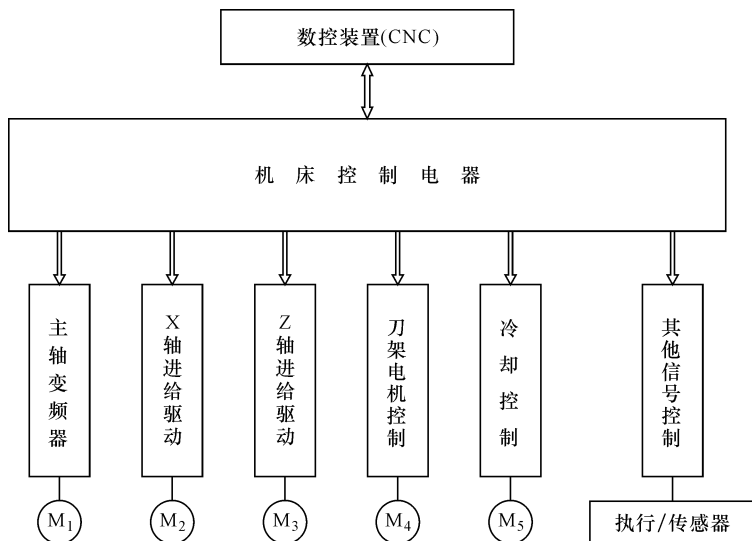 数控装置(CNC)
机床控制电器
主轴变频器
X轴进给驱动
Z轴进给驱动
刀架电机控制
冷却控制
其他信号控制
M₁
M₂
M₃
M₄
M₅
执行/传感器